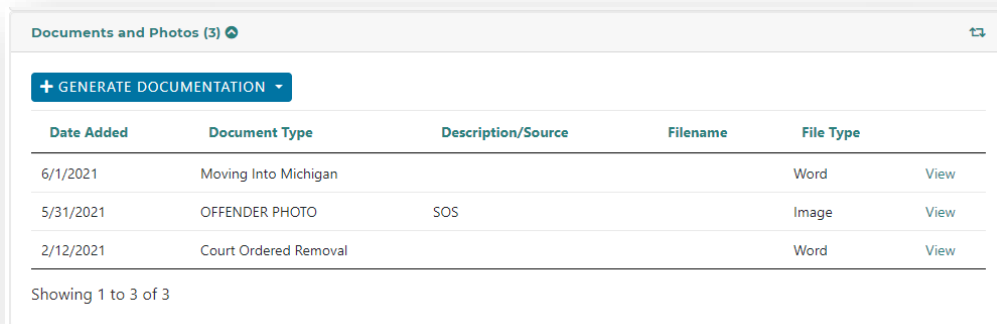 Documents and Photos (3)
+ GENERATE DOCUMENTATION
Date Added Document Type Description/Source Filename File Type
6/1/2021 Moving Into Michigan Word View
5/31/2021 OFFENDER PHOTO SOS Image View
2/12/2021 Court Ordered Removal Word View
Showing 1 to 3 of 3